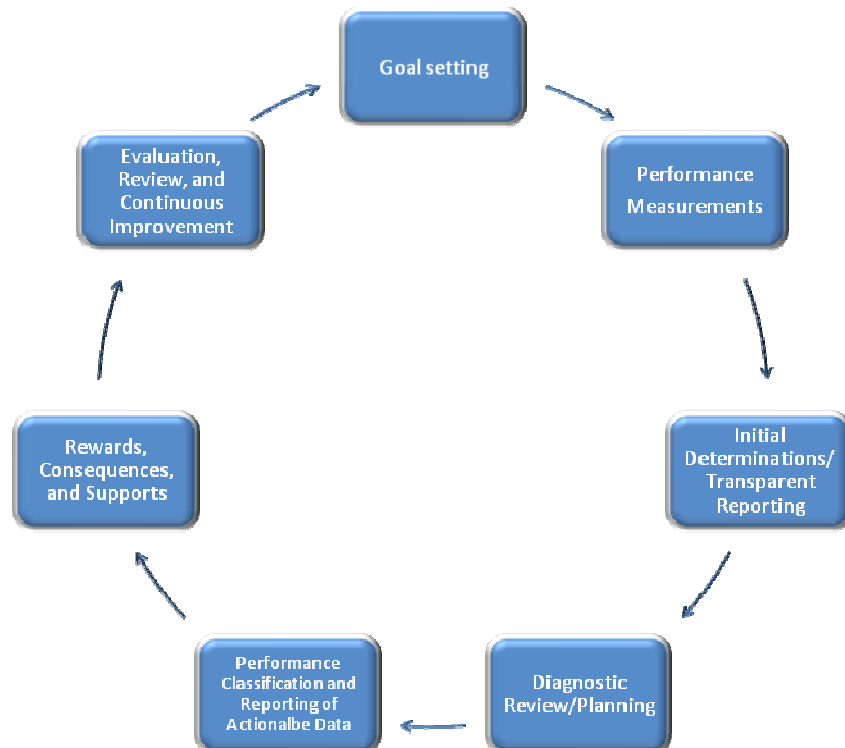 Goal setting
Performance
Measurements
Initial
Determinations/
Transparent
Reporting
Diagnostic
Review/Planning
Performance
Classification and
Reporting of
Actionalbe Data
Rewards,
Consequences,
and Supports
Evaluation,
Review, and
Continuous
Improvement